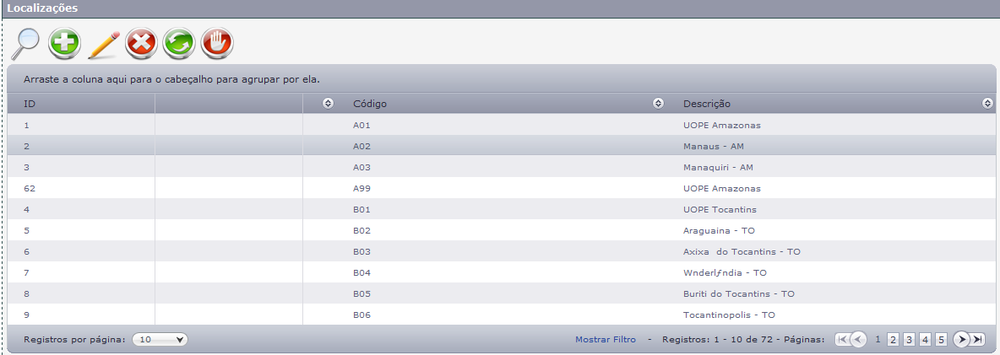 Localizações
Arraste a coluna aqui para o cabeçalho para agrupar por ela.
ID Código Descrição
1 A01 UOPE Amazonas
2 A02 Manaus - AM
3 A03 Manaquiri - AM
62 A99 UOPE Amazonas
4 B01 UOPE Tocantins
5 B02 Araguaina - TO
6 B03 Axixa  do Tocantins - TO
7 B04 Wnderlƒndia - TO
8 B05 Buriti do Tocantins - TO
9 B06 Tocantinopolis - TO
Registros por página: 10 Mostrar Filtro - Registros: 1 - 10 de 72 - Páginas: 1 2 3 4 5